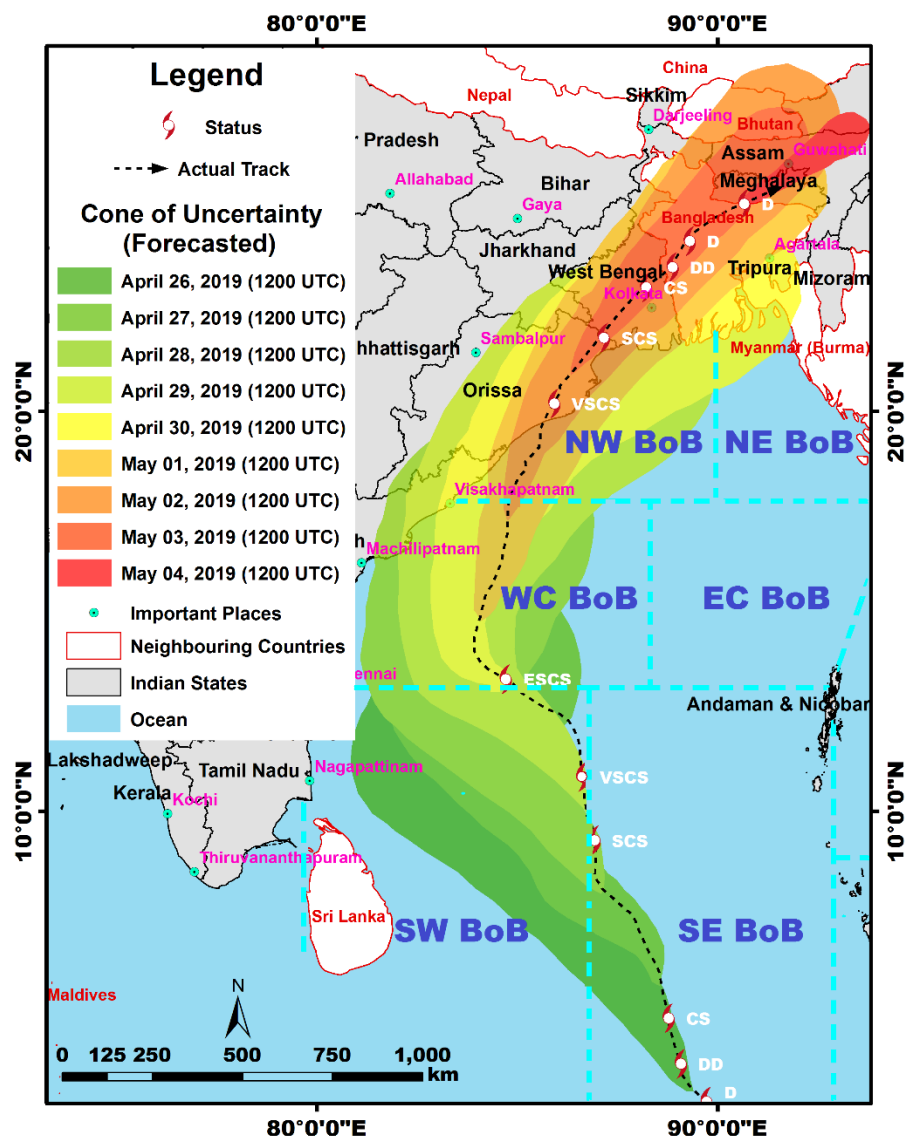 80°0'0"E 90°0'0"E
Legend
Status
Actual Track
Cone of Uncertainty
(Forecasted)
April 26, 2019 (1200 UTC)
April 27, 2019 (1200 UTC)
April 28, 2019 (1200 UTC)
April 29, 2019 (1200 UTC)
April 30, 2019 (1200 UTC)
May 01, 2019 (1200 UTC)
May 02, 2019 (1200 UTC)
May 03, 2019 (1200 UTC)
May 04, 2019 (1200 UTC)
Important Places
Neighbouring Countries
Indian States
Ocean
China
Nepal
Sikkim
Darjeeling
Bhutan
r Pradesh
Assam
Guwahati
Meghalaya
Allahabad
Bihar
Gaya
Bangladesh
D
D
Jharkhand
Agartala
West Bengal
DD
Tripura
Mizoram
CS
Kolkata
hhattisgarh
Sambalpur
SCS
Myanmar (Burma)
Orissa
VSCS
20°0'0"N
20°0'0"N
NW BoB
NE BoB
Visakhapatnam
h
Machilipatnam
WC BoB
EC BoB
ennai
ESCS
Andaman & Nicobar
Lakshadweep
Tamil Nadu
Nagapattinam
VSCS
Kerala
Kochi
10°0'0"N
10°0'0"N
SCS
Thiruvananthapuram
Sri Lanka
SW BoB
SE BoB
Maldives
N
CS
0 125 250 500 750 1,000
km
DD
D
80°0'0"E 90°0'0"E